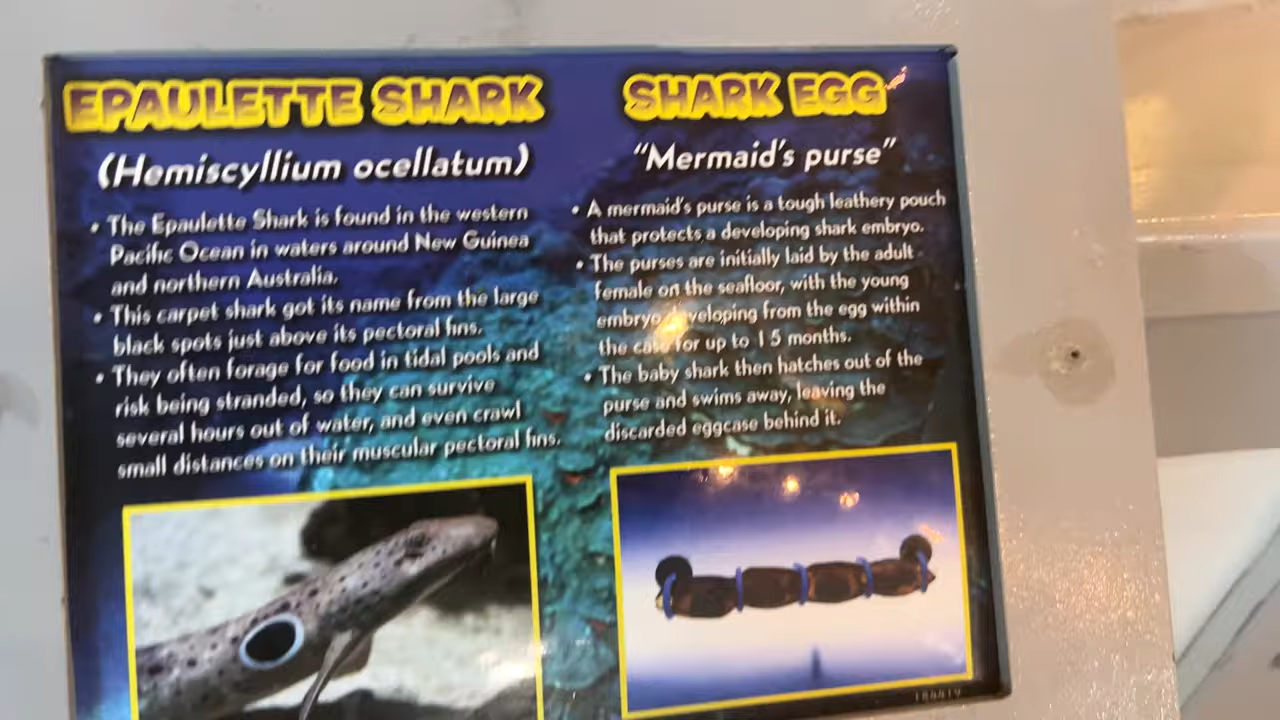 EPAULETTE SHARK
(Hemiscyllium ocellatum)
• The Epaulette Shark is found in the western
Pacific Ocean in waters around New Guinea
and northern Australia.
• This carpet shark got its name from the large
black spots just above its pectoral fins.
• They often forage for food in tidal pools and
risk being stranded, so they can survive
several hours out of water, and even crawl
small distances on their muscular pectoral fins.
SHARK EGG
“Mermaid’s purse”
• A mermaid’s purse is a tough leathery pouch
that protects a developing shark embryo.
• The purses are initially laid by the adult
female on the seafloor, with the young
embryo developing from the egg within
the case for up to 15 months.
• The baby shark then hatches out of the
purse and swims away, leaving the
discarded eggcase behind it.